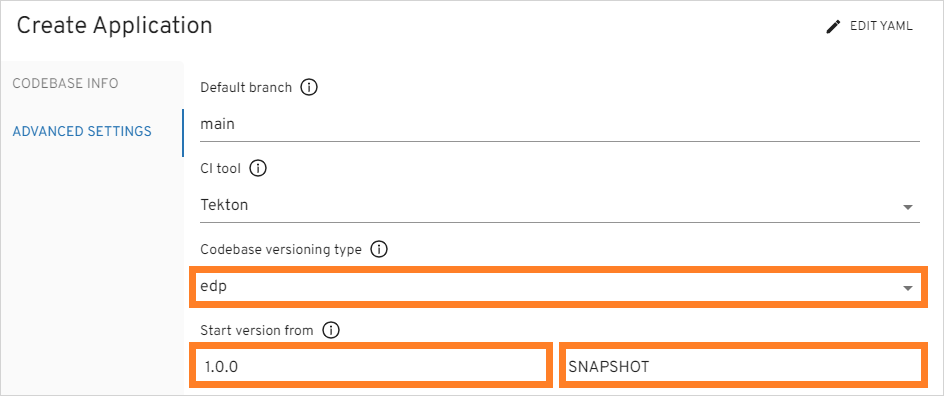 Create Application
EDIT YAML
CODEBASE INFO
ADVANCED SETTINGS
Default branch
main
CI tool
Tekton
Codebase versioning type
edp
Start version from
1.0.0
SNAPSHOT